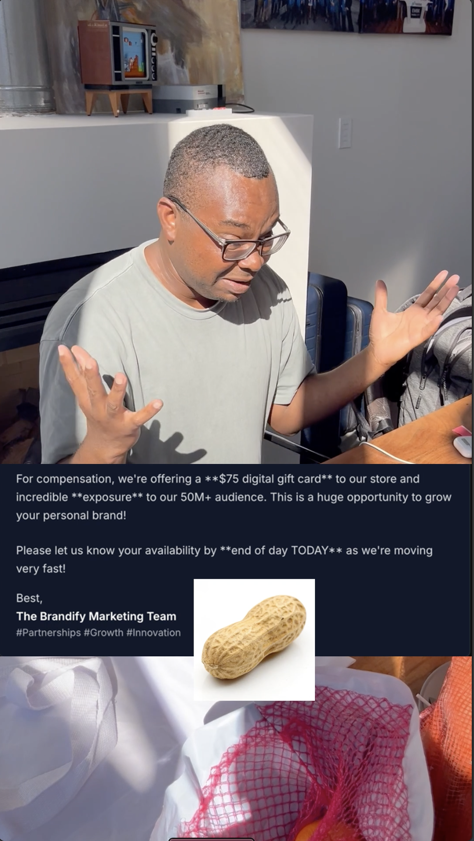 For compensation, we're offering a **$75 digital gift card** to our store and
incredible **exposure** to our 50M+ audience. This is a huge opportunity to grow
your personal brand!
Please let us know your availability by **end of day TODAY** as we're moving
very fast!
Best,
The Brandify Marketing Team
#Partnerships #Growth #Innovation